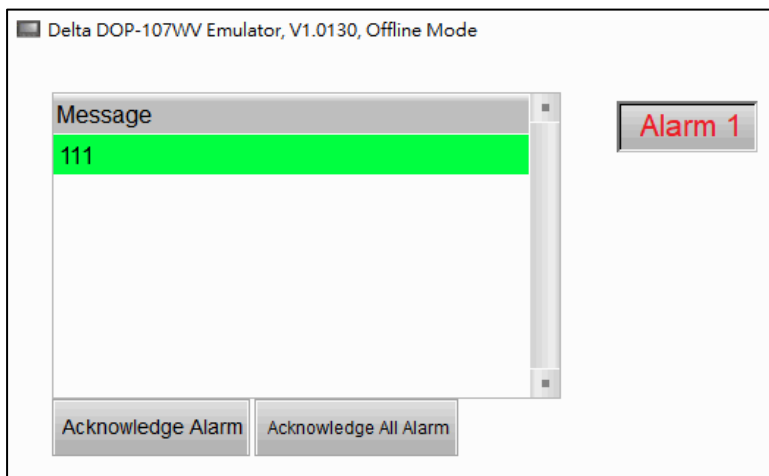 Delta DOP-107WV Emulator, V1.0130, Offline Mode
Message
Alarm 1
111
Acknowledge Alarm
Acknowledge All Alarm